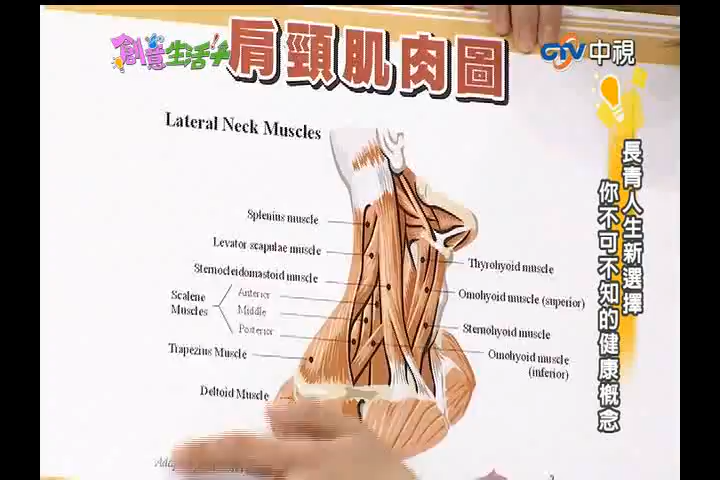 創意生活!+
肩頸肌肉圖
CTV中視
長青人生新選擇
你不可不知的健康概念
Lateral Neck Muscles
Splenius muscle
Levator scapulae muscle
Sternocleidomastoid muscle
Scalene
Muscles
Anterior
Middle
Posterior
Trapezius Muscle
Deltoid Muscle
Thyrohyoid muscle
Omohyoid muscle (superior)
Sternohyoid muscle
Omohyoid muscle
(inferior)